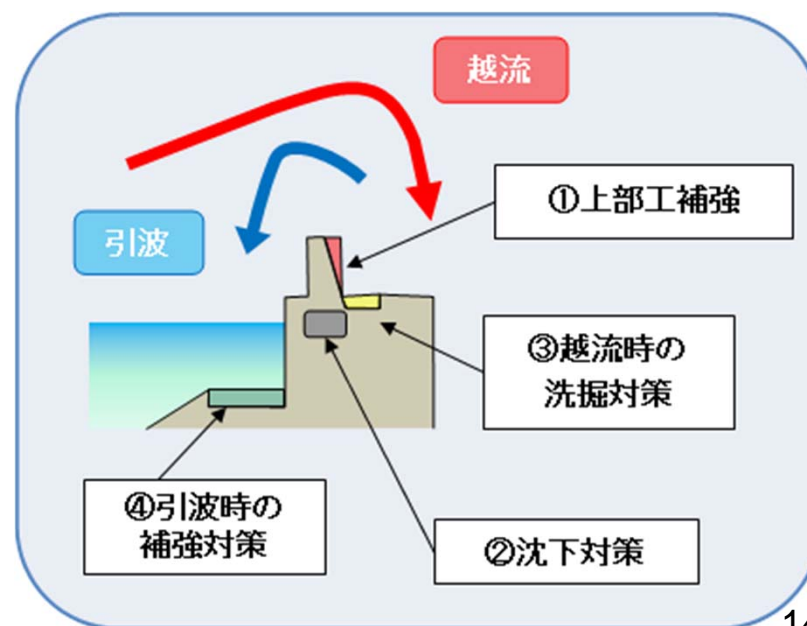 越流
引波
①上部工補強
③越流時の
洗掘対策
④引波時の
補強対策
②沈下対策